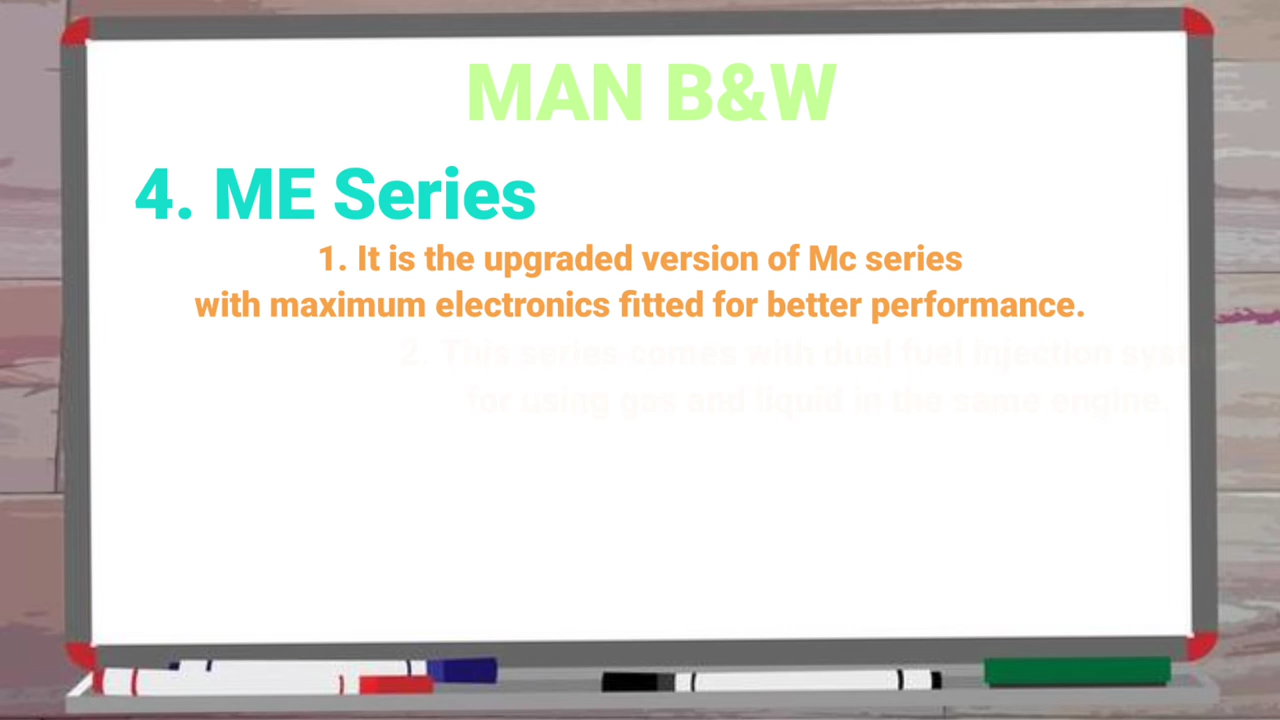 MAN B&W
4. ME Series
1. It is the upgraded version of Mc series
with maximum electronics fitted for better performance.
2. This series comes with dual fuel injection
for using gas and liquid in the same engine.